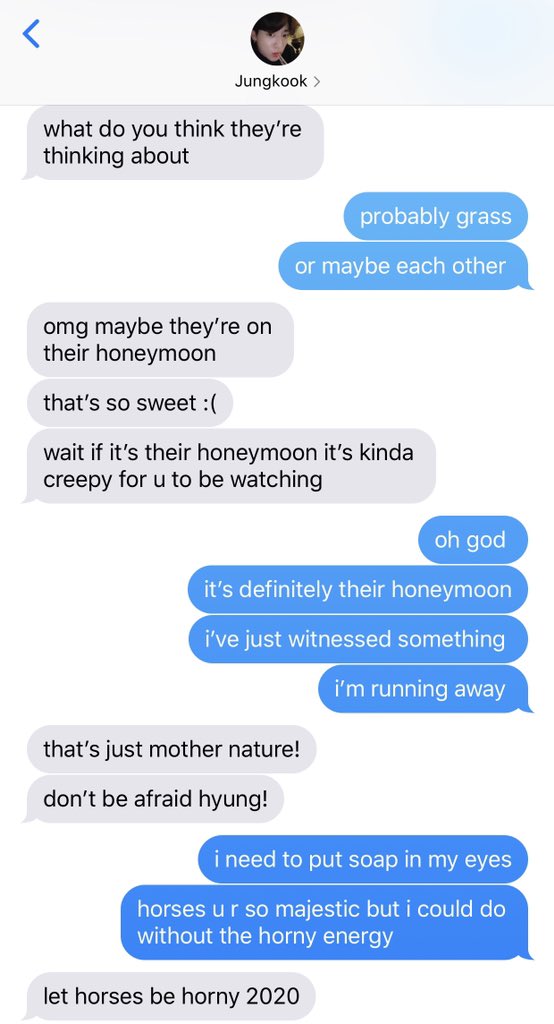 Jungkook
what do you think they’re
thinking about
probably grass
or maybe each other
omg maybe they’re on
their honeymoon
that’s so sweet :(
wait if it’s their honeymoon it’s kinda
creepy for u to be watching
oh god
it’s definitely their honeymoon
i’ve just witnessed something
i’m running away
that’s just mother nature!
don’t be afraid hyung!
i need to put soap in my eyes
horses u r so majestic but i could do
without the horny energy
let horses be horny 2020